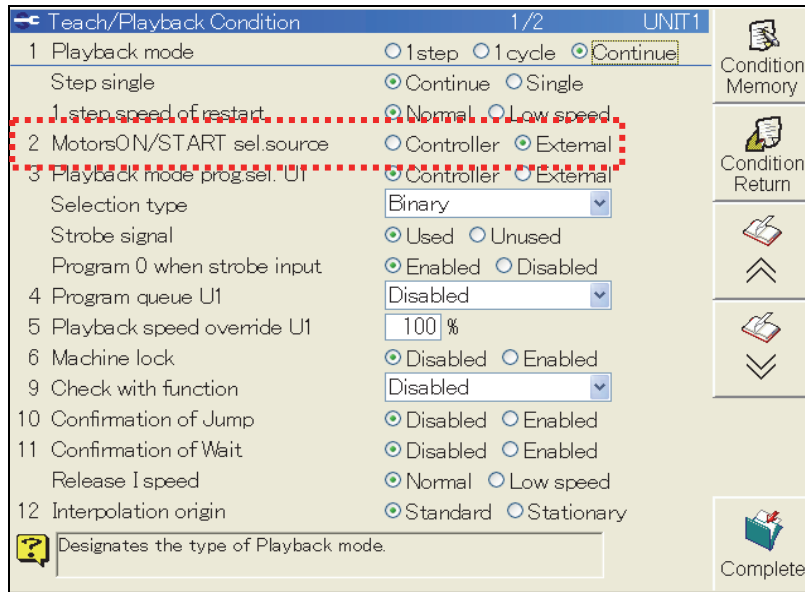 Teach/Playback Condition 1/2 UNIT1
1 Playback mode 1step 1cycle Continue
Step single Continue Single
1 step speed of restart Normal Low speed
2 MotorsON/START sel.source Controller External
3 Playback mode prog.sel. U1 Controller External
Selection type Binary
Strobe signal Used Unused
Program 0 when strobe input Enabled Disabled
4 Program queue U1 Disabled
5 Playback speed override U1 100 %
6 Machine lock Disabled Enabled
9 Check with function Disabled
10 Confirmation of Jump Disabled Enabled
11 Confirmation of Wait Disabled Enabled
Release I speed Normal Low speed
12 Interpolation origin Standard Stationary
Designates the type of Playback mode.
Condition
Memory
Condition
Return
Complete